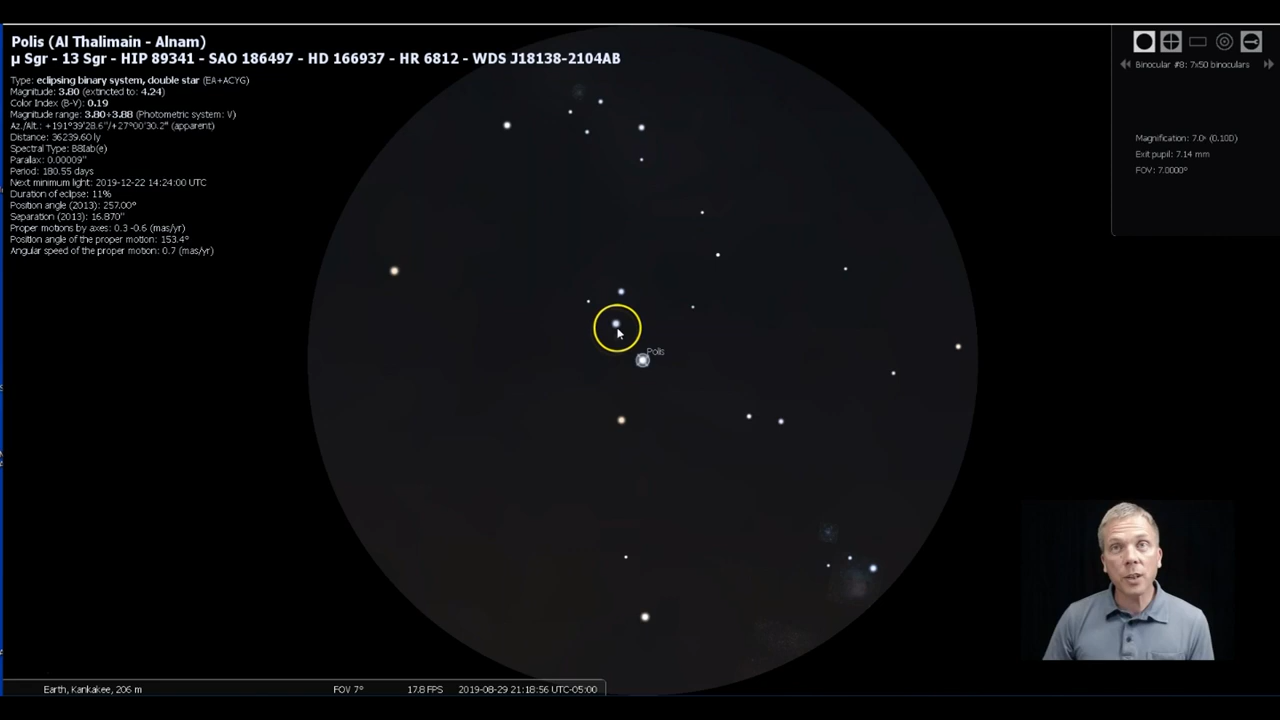 Polis (Al Thalimain - Alnam)
μ Sgr - 13 Sgr - HIP 89341 - SAO 186497 - HD 166937 - HR 6812 - WDS J18138-2104AB
Type: eclipsing binary system, double star (EA+ACYG)
Magnitude: 3.80 (extincted to: 4.24)
Color Index (B-V): 0.19
Magnitude range: 3.80÷3.88 (Photometric system: V)
Az./Alt.: +191°39'28.6"/+27°00'30.2" (apparent)
Distance: 36239.60 ly
Spectral Type: B8Iab(e)
Parallax: 0.00009"
Period: 180.55 days
Next minimum light: 2019-12-22 14:24:00 UTC
Duration of eclipse: 11%
Position angle (2013): 257.00°
Separation (2013): 16.870"
Proper motions by axes: 0.3 -0.6 (mas/yr)
Position angle of the proper motion: 153.4°
Angular speed of the proper motion: 0.7 (mas/yr)
Binocular #8: 7x50 binoculars
Magnification: 7.0× (0.10D)
Exit pupil: 7.14 mm
FOV: 7.0000°
Polis
Earth, Kankakee, 206 m
FOV 7°
17.8 FPS
2019-08-29 21:18:56 UTC-05:00